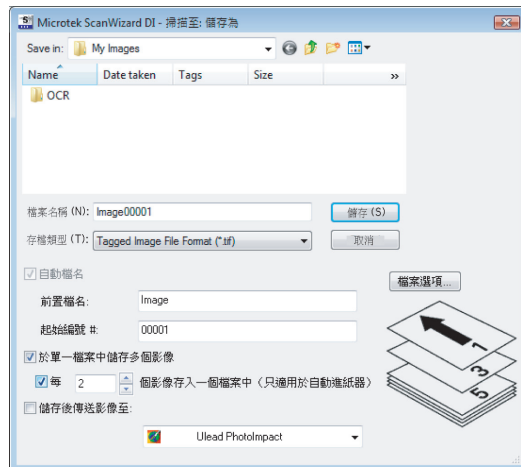 Microtek ScanWizard DI - 掃描至: 儲存為
Save in: My Images
Name Date taken Tags Size »
OCR
檔案名稱 (N): Image00001 儲存 (S)
存檔類型 (T): Tagged Image File Format (*.tif) 取消
自動檔名 檔案選項...
前置檔名: Image
起始編號 #: 00001
於單一檔案中儲存多個影像
每 2 個影像存入一個檔案中（只適用於自動進紙器）
儲存後傳送影像至:
Ulead PhotoImpact
1
3
5